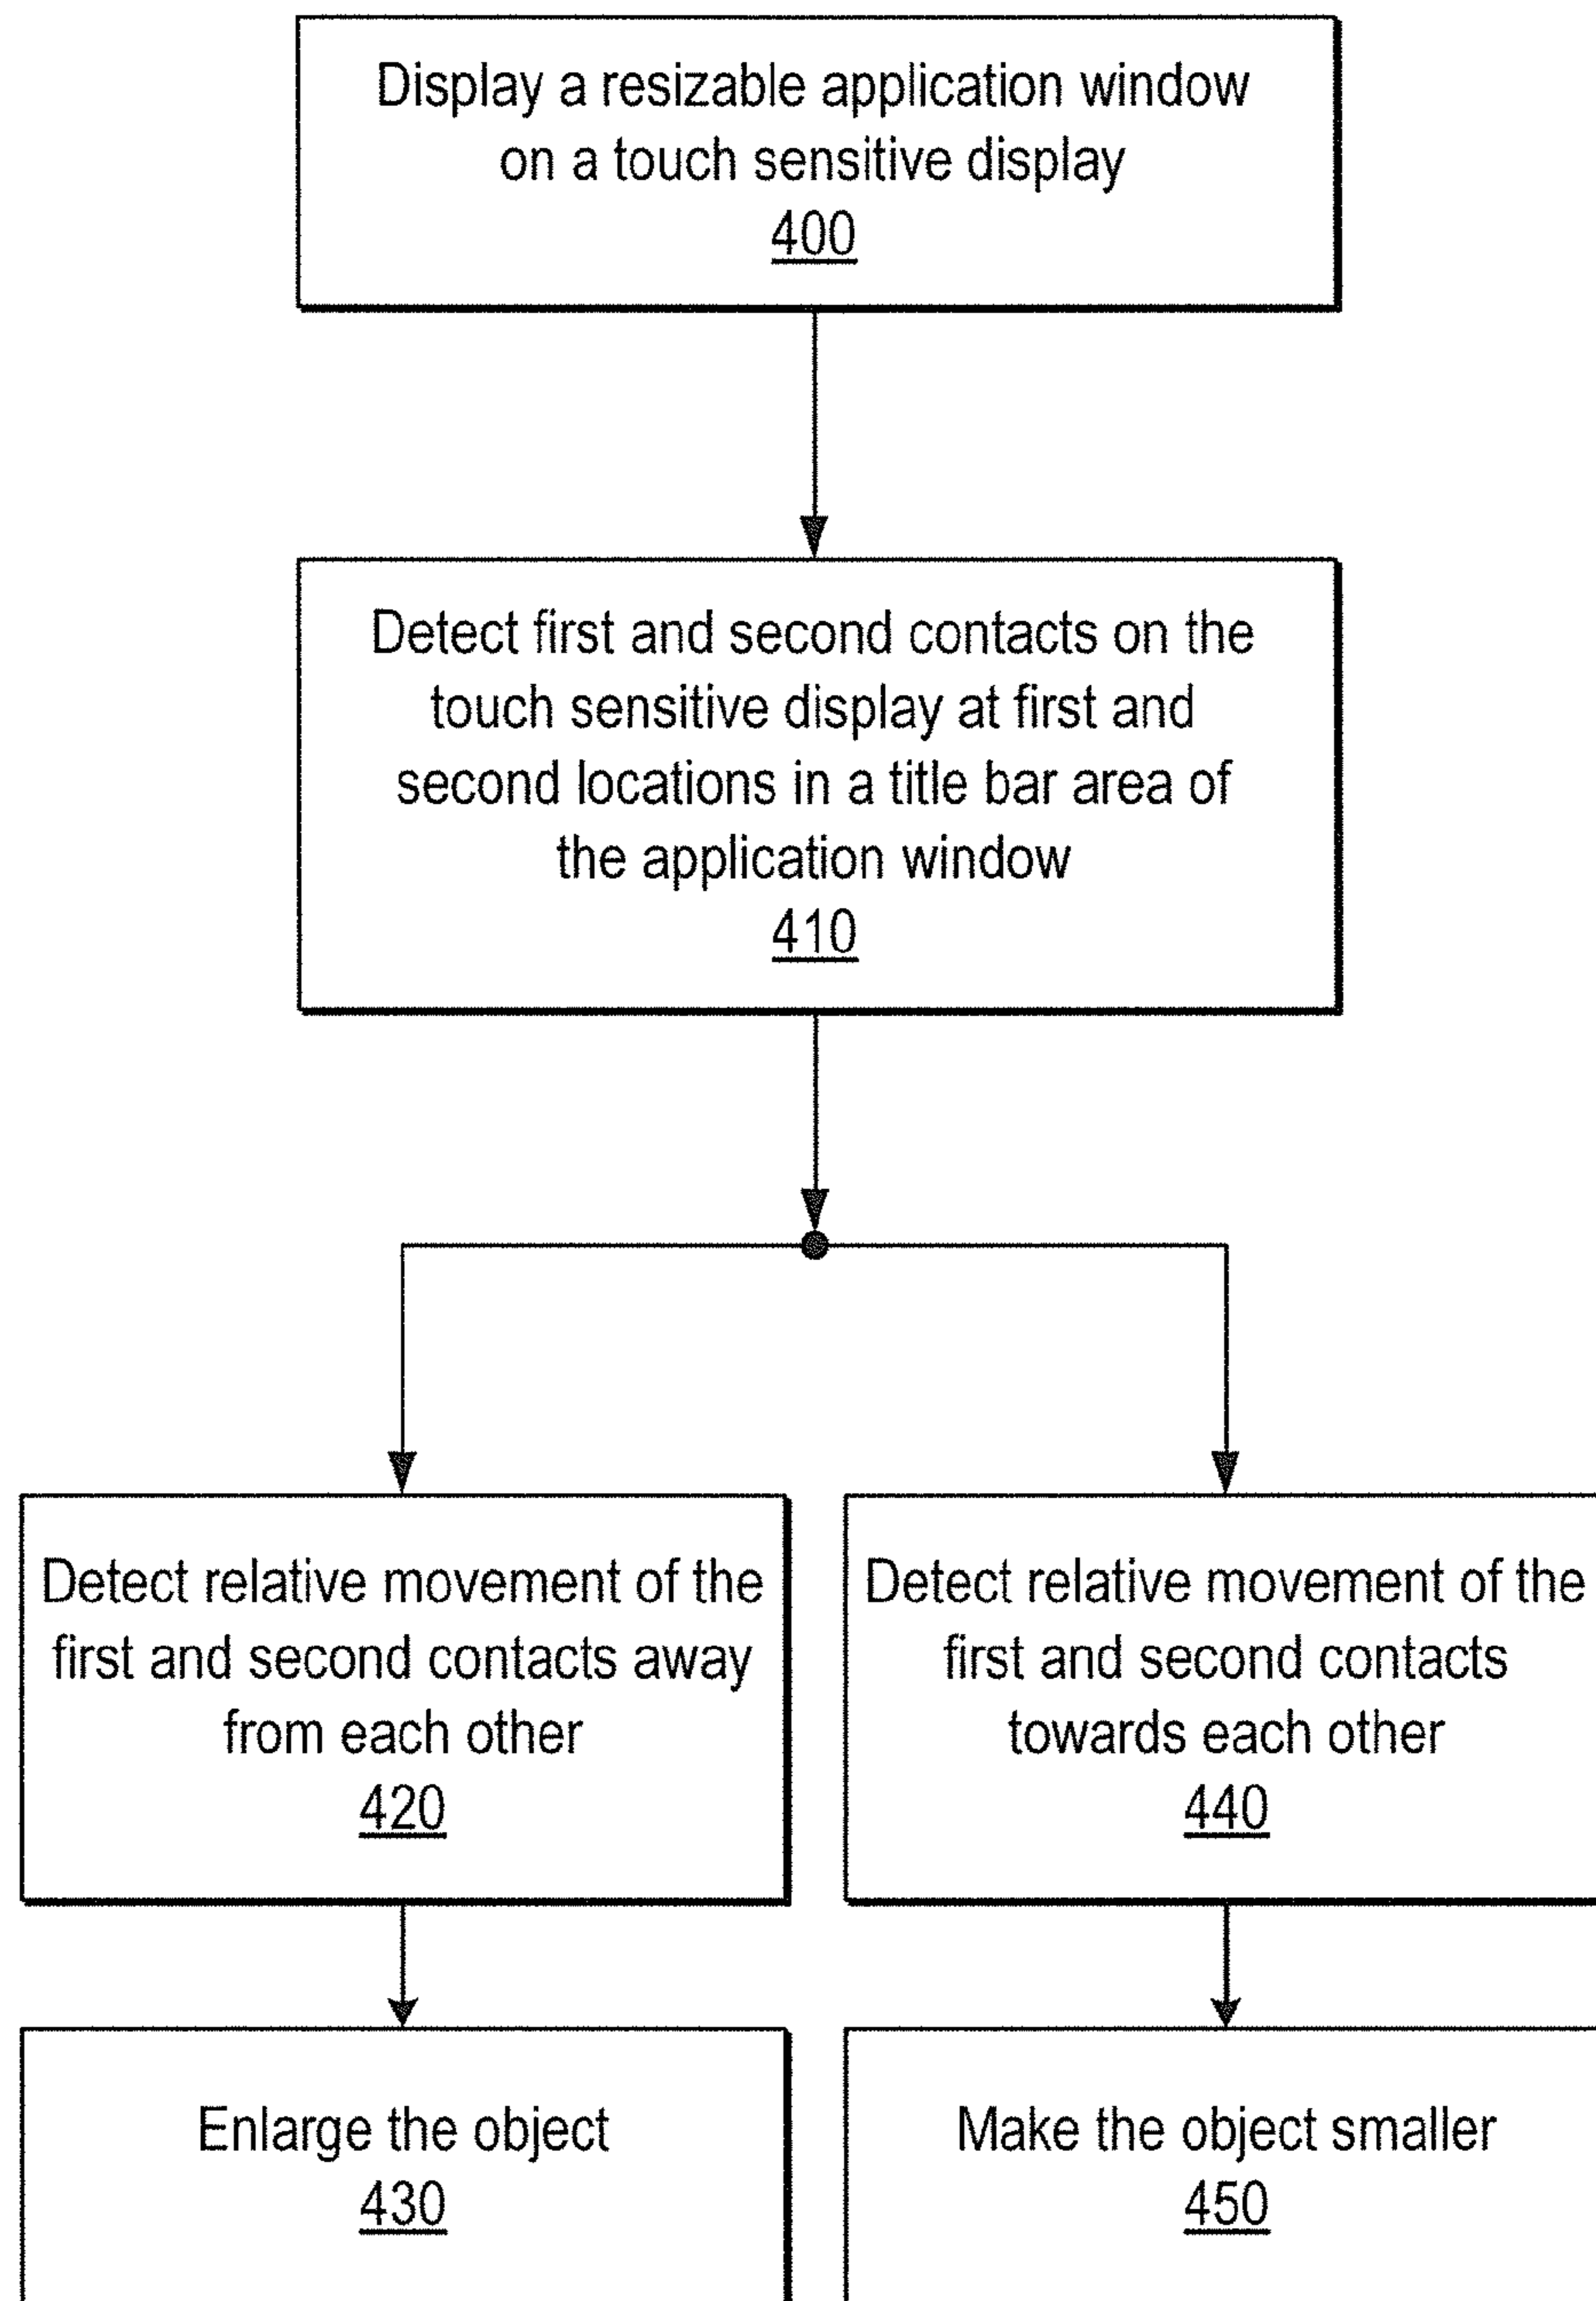 Display a resizable application window
on a touch sensitive display
400
Detect first and second contacts on the
touch sensitive display at first and
second locations in a title bar area of
the application window
410
Detect relative movement of the
first and second contacts away
from each other
420
Detect relative movement of the
first and second contacts
towards each other
440
Enlarge the object
430
Make the object smaller
450